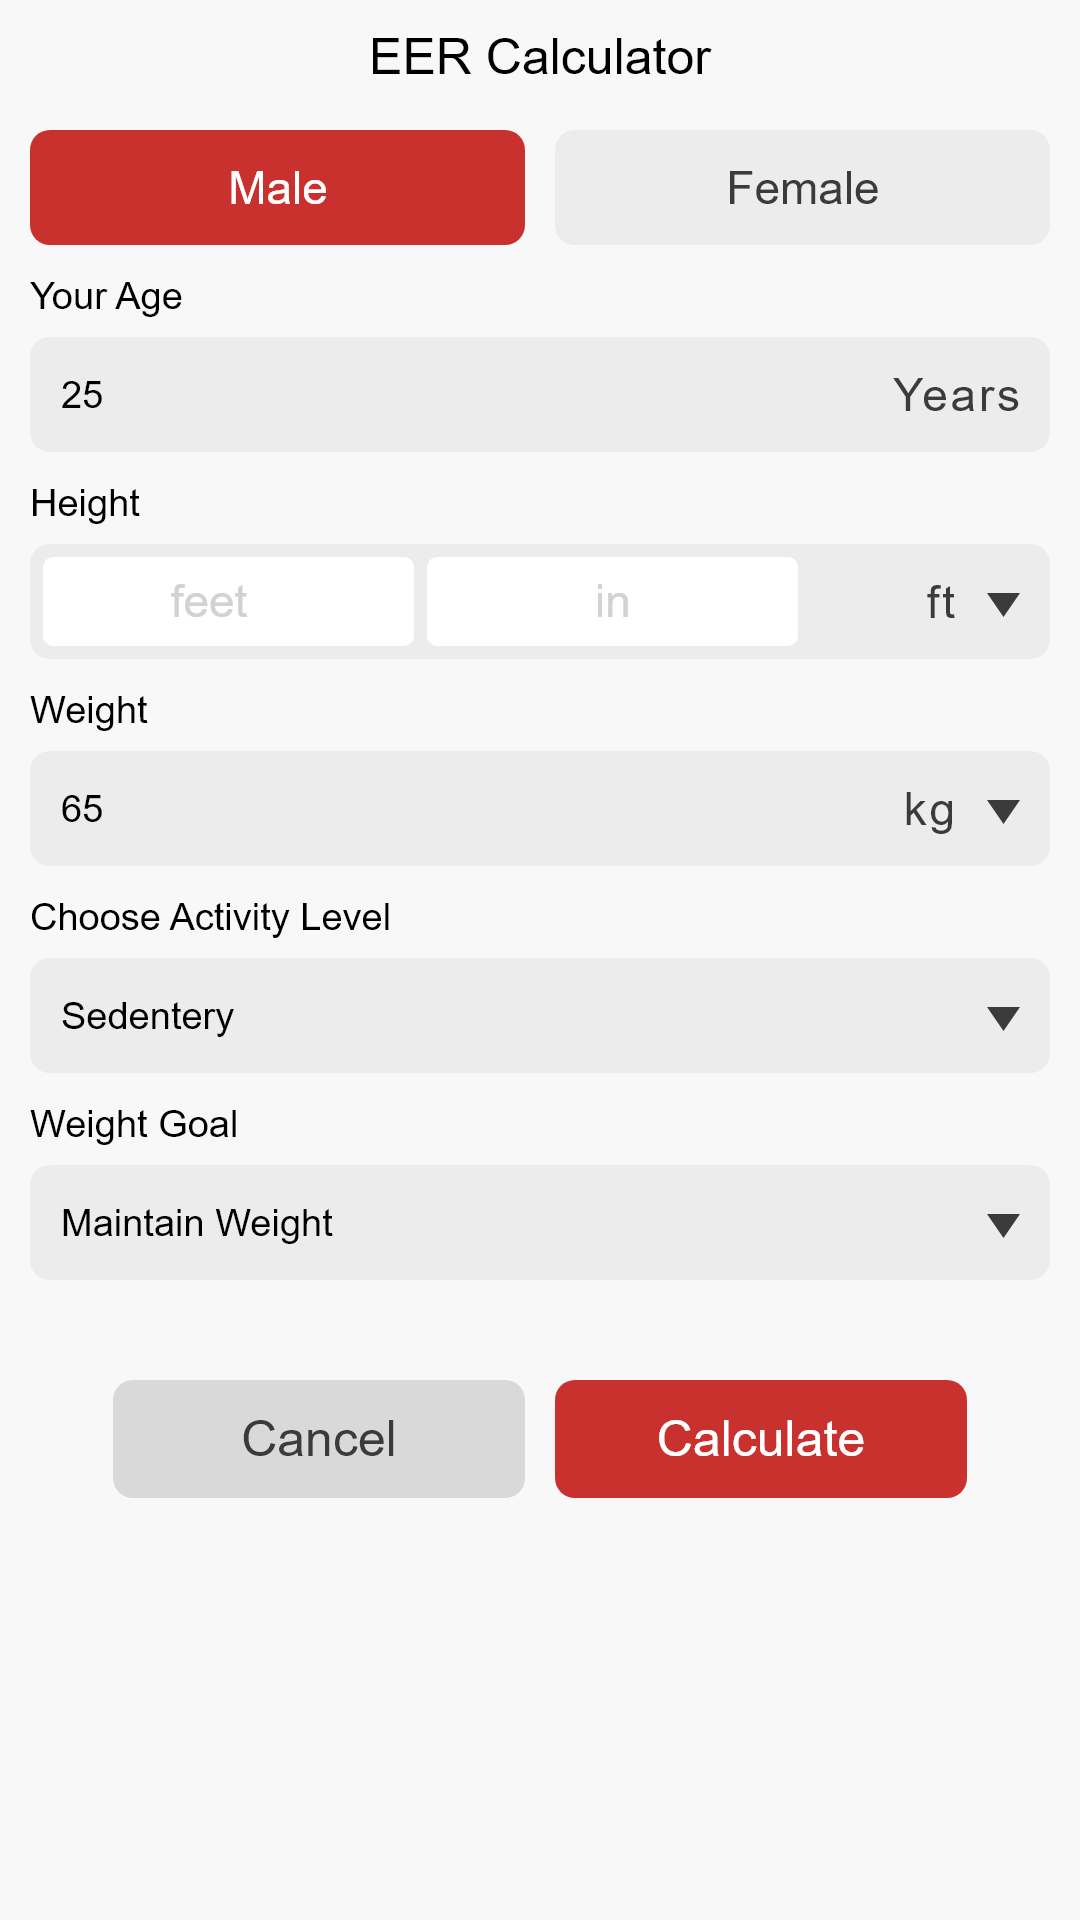 EER Calculator
Male Female
Your Age
25 Years
Height
feet in ft
Weight
65 kg
Choose Activity Level
Sedentery
Weight Goal
Maintain Weight
Cancel Calculate